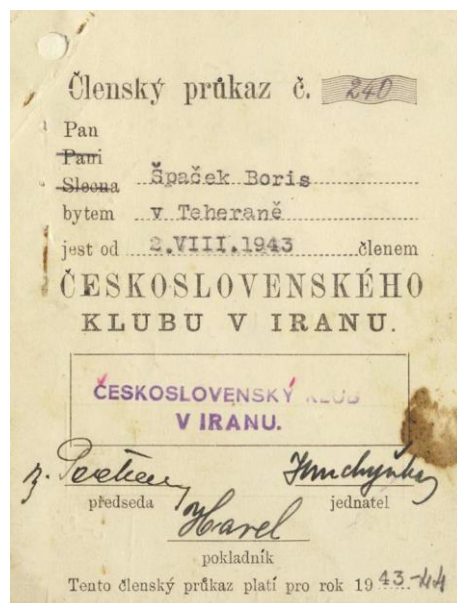 Členský průkaz č. 240
Pan
Paní
Slečna Špaček Boris
bytem v Teheraně
jest od 2.VIII.1943 členem
ČESKOSLOVENSKÉHO
KLUBU V IRANU.
ČESKOSLOVENSKÝ KLUB
V IRANU.
předseda
jednatel
Havel
pokladník
Tento členský průkaz platí pro rok 1943-44